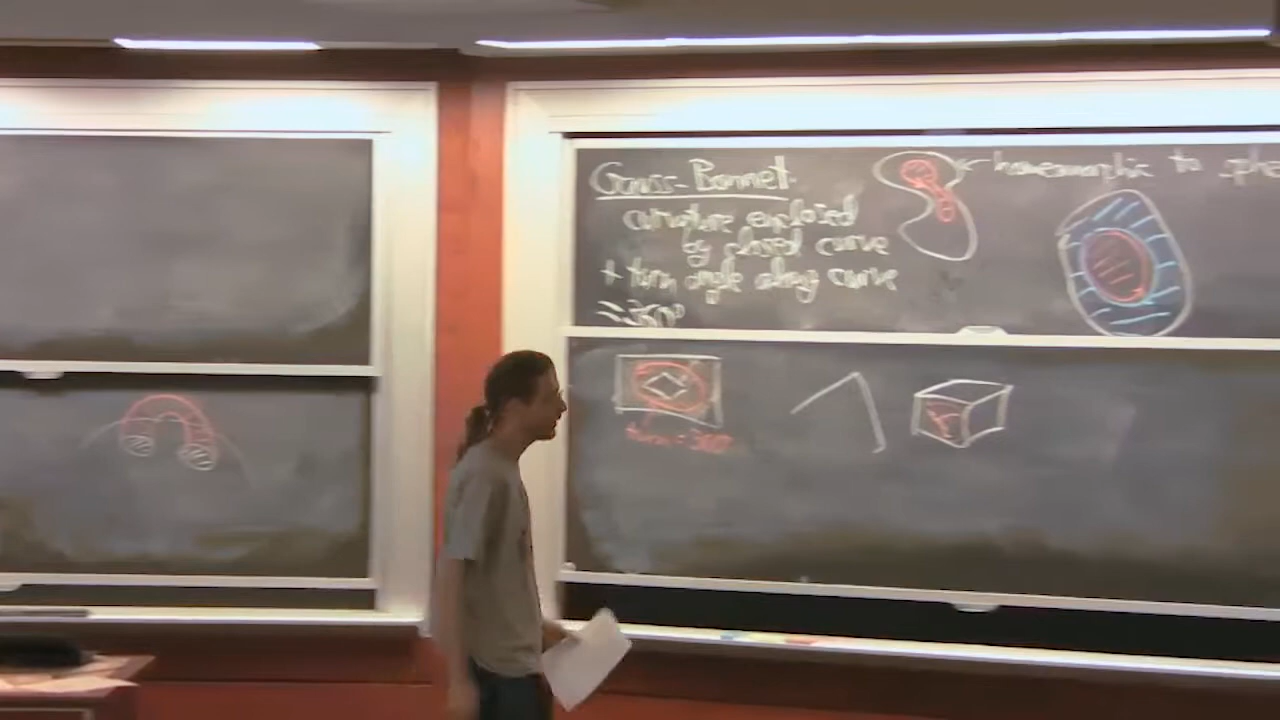 Gauss-Bonnet.
curvature enclosed
by closed curve
+ turn angle along curve
= 360°
homeomorphic to sphe
turn = 360°